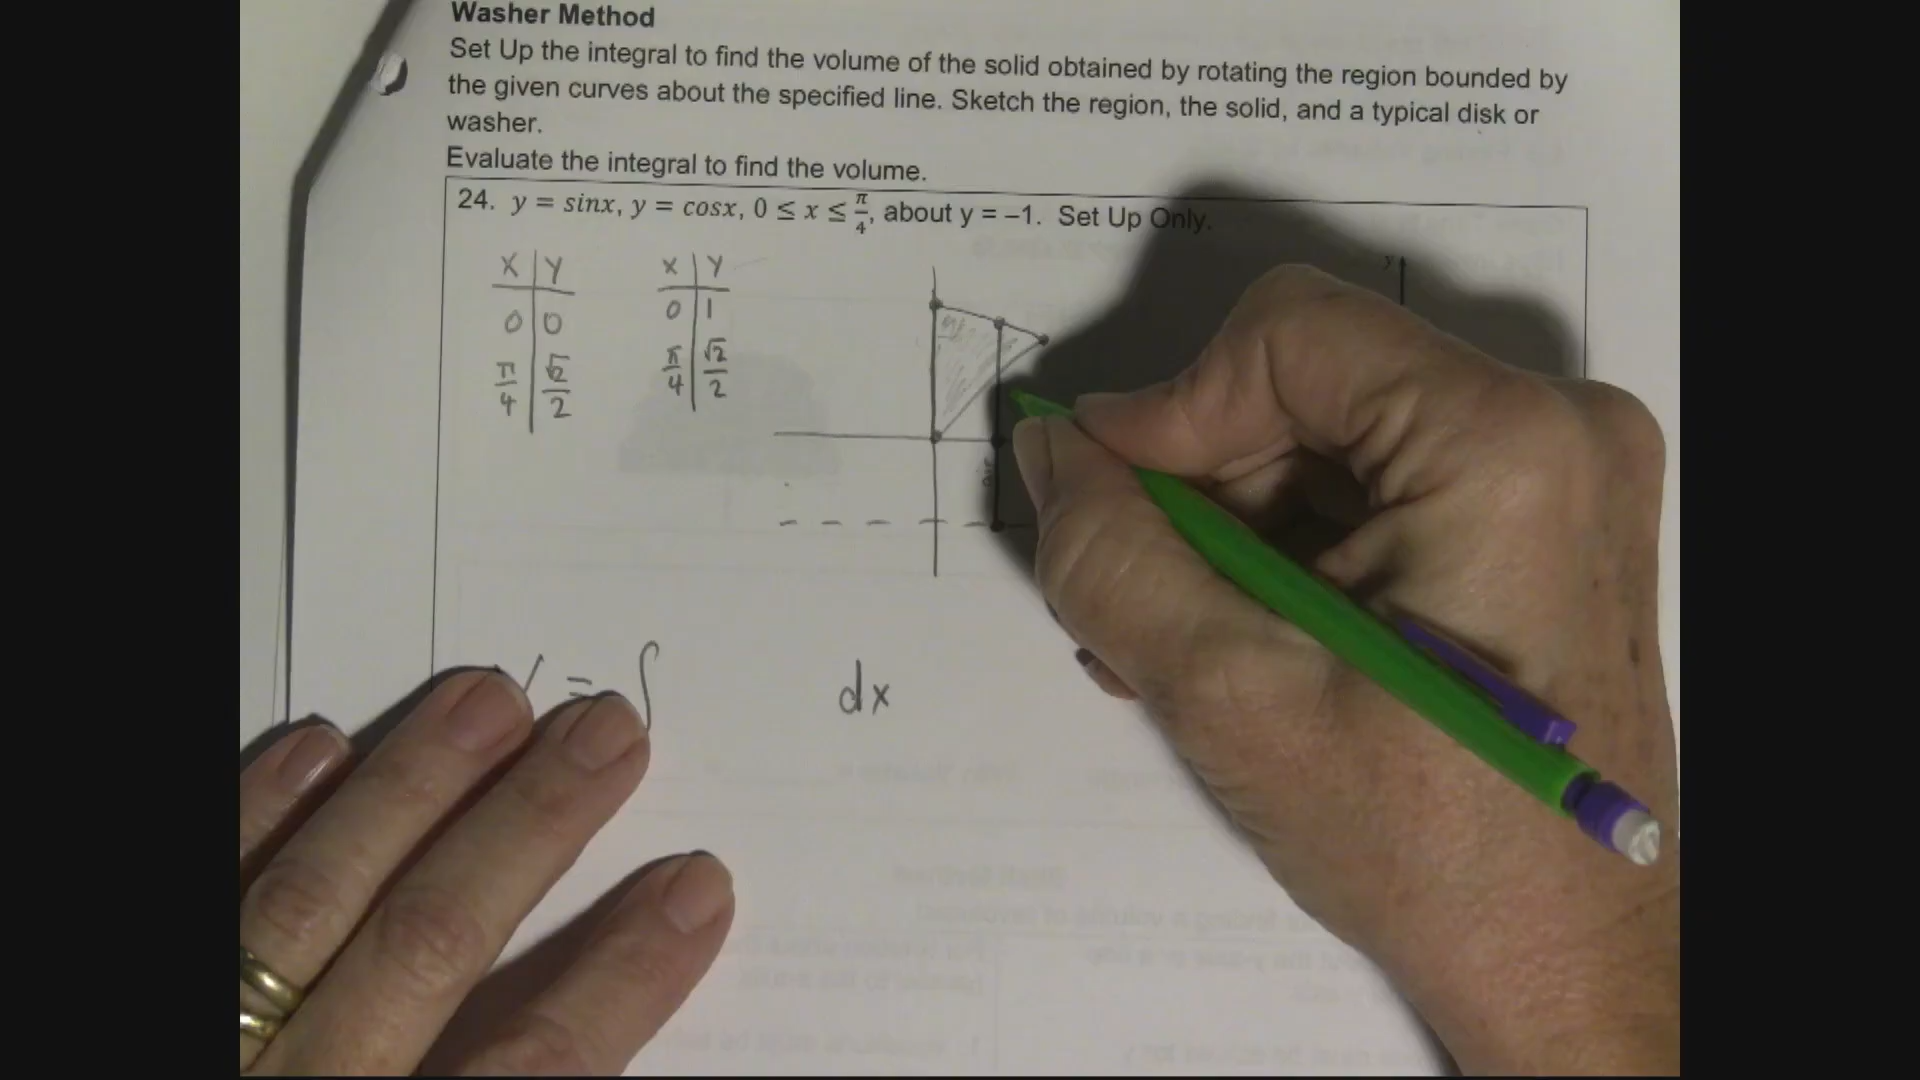 Washer Method
Set Up the integral to find the volume of the solid obtained by rotating the region bounded by
the given curves about the specified line. Sketch the region, the solid, and a typical disk or
washer.
Evaluate the integral to find the volume.
24. y = sinx, y = cosx, 0 ≤ x ≤ π/4, about y = –1. Set Up Only.
x | y
0 | 0
π/4 | √2/2
x | y
0 | 1
π/4 | √2/2
y
air
V = ∫ dx